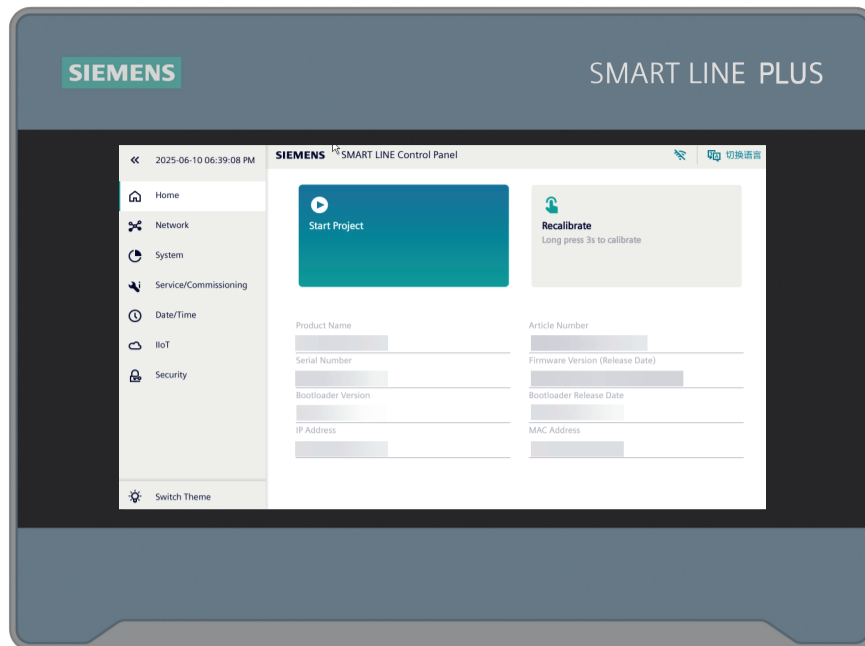 SIEMENS
SMART LINE PLUS
2025-06-10 06:39:08 PM
SIEMENS SMART LINE Control Panel
切换语言
Home
Network
System
Service/Commissioning
Date/Time
IIoT
Security
Switch Theme
Start Project
Recalibrate
Long press 3s to calibrate
Product Name
Article Number
Serial Number
Firmware Version (Release Date)
Bootloader Version
Bootloader Release Date
IP Address
MAC Address